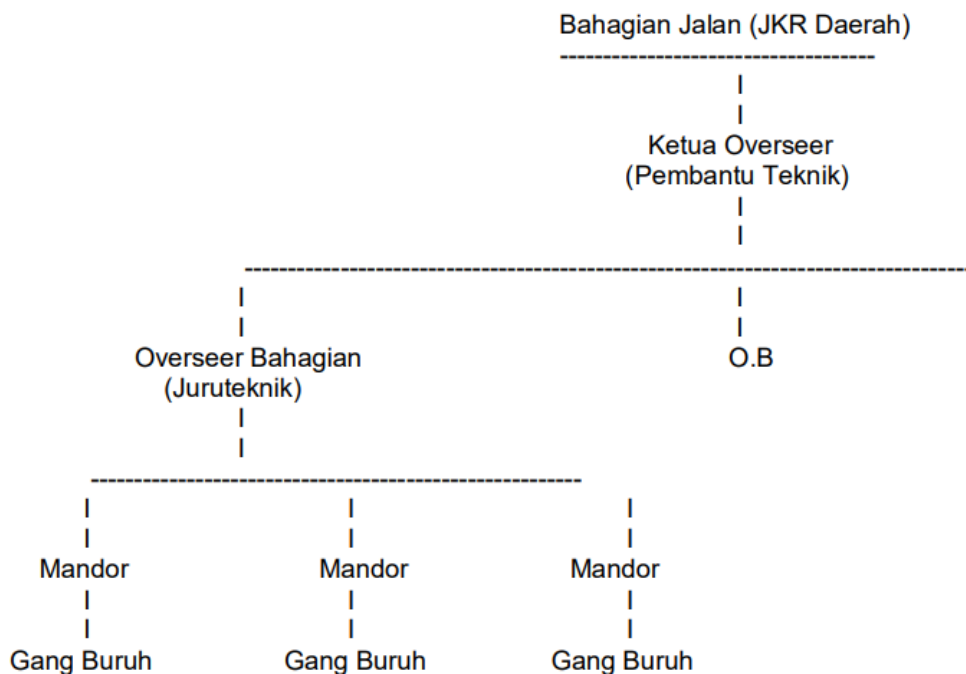 Bahagian Jalan (JKR Daerah)
Ketua Overseer
(Pembantu Teknik)
Overseer Bahagian
(Juruteknik)
O.B
Mandor Mandor Mandor
Gang Buruh Gang Buruh Gang Buruh